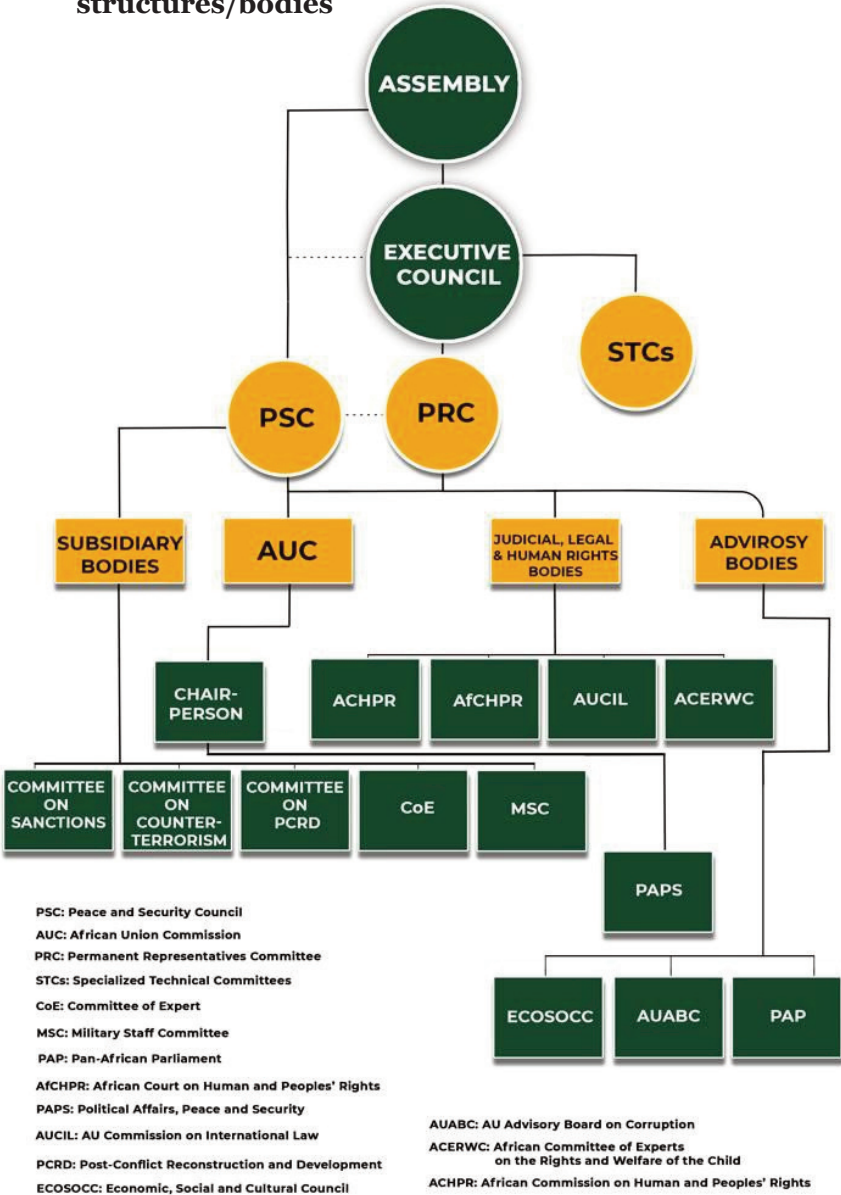 structures/bodies
ASSEMBLY
EXECUTIVE
COUNCIL
STCs
PSC
PRC
SUBSIDIARY
BODIES
AUC
JUDICIAL, LEGAL
& HUMAN RIGHTS
BODIES
ADVIROSY
BODIES
CHAIR-
PERSON
ACHPR
AfCHPR
AUCIL
ACERWC
COMMITTEE
ON
SANCTIONS
COMMITTEE
ON
COUNTER-
TERRORISM
COMMITTEE
ON
PCRD
CoE
MSC
PAPS
ECOSOCC
AUABC
PAP
PSC: Peace and Security Council
AUC: African Union Commission
PRC: Permanent Representatives Committee
STCs: Specialized Technical Committees
CoE: Committee of Expert
MSC: Military Staff Committee
PAP: Pan-African Parliament
AfCHPR: African Court on Human and Peoples' Rights
PAPS: Political Affairs, Peace and Security
AUCIL: AU Commission on International Law
PCRD: Post-Conflict Reconstruction and Development
ECOSOCC: Economic, Social and Cultural Council
AUABC: AU Advisory Board on Corruption
ACERWC: African Committee of Experts
on the Rights and Welfare of the Child
ACHPR: African Commission on Human and Peoples' Rights